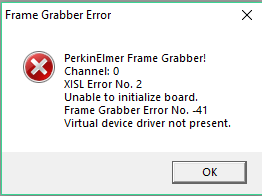 Frame Grabber Error
PerkinElmer Frame Grabber!
Channel: 0
XISL Error No. 2
Unable to initialize board.
Frame Grabber Error No. -41
Virtual device driver not present.
OK